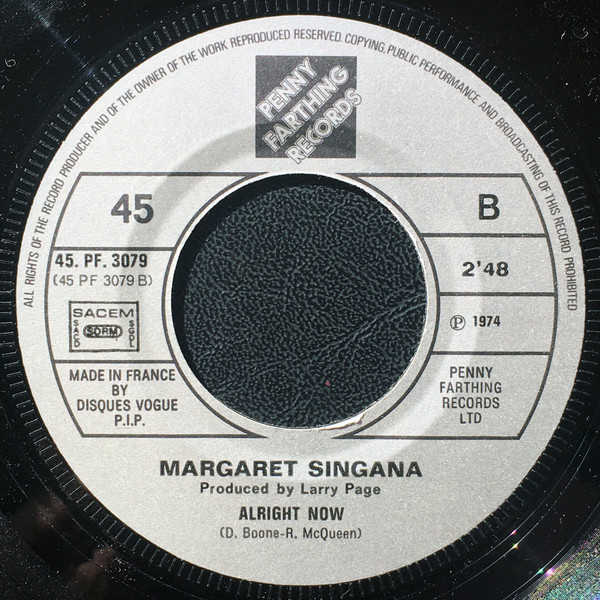 ALL RIGHTS OF THE RECORD PRODUCER AND OF THE OWNER OF THE WORK REPRODUCED RESERVED. COPYING, PUBLIC PERFORMANCE AND BROADCASTING OF THIS RECORD PROHIBITED
PENNY
FARTHING
RECORDS
45
B
45. PF. 3079
(45 PF 3079 B)
2'48
SACEM
SACD
SDRM
SGDL
Ⓟ 1974
MADE IN FRANCE
BY
DISQUES VOGUE
P.I.P.
PENNY
FARTHING
RECORDS
LTD
MARGARET SINGANA
Produced by Larry Page
ALRIGHT NOW
(D. Boone-R. McQueen)